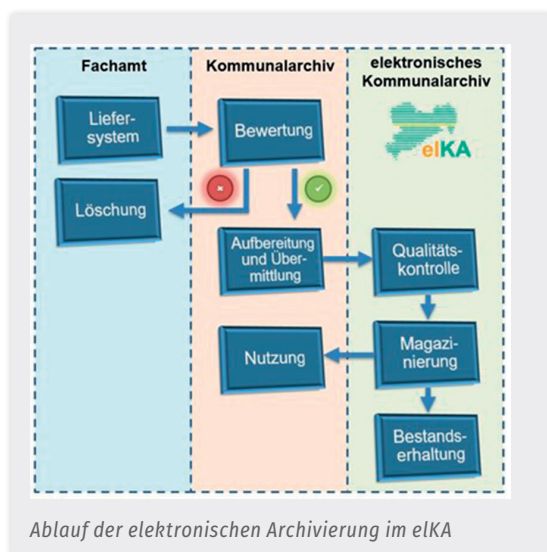 Fachamt
Kommunalarchiv
elektronisches
Kommunalarchiv
elKA
Liefer-
system
Bewertung
Löschung
Aufbereitung
und Über-
mittlung
Qualitäts-
kontrolle
Nutzung
Magazi-
nierung
Bestands-
erhaltung
Ablauf der elektronischen Archivierung im elKA